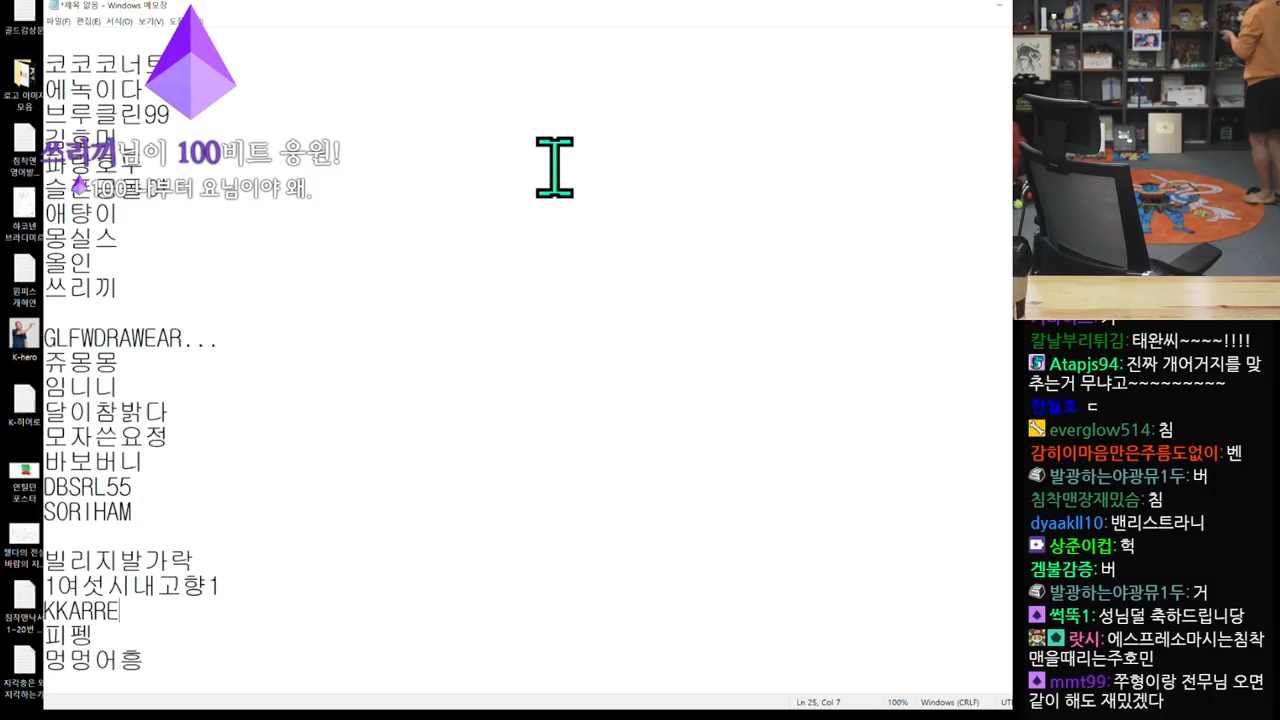 *제목 없음 - Windows 메모장
파일(F) 편집(E) 서식(O) 보기(V)
코코코너
에녹이다
브루클린99
쓰리끼님이 100비트 응원!
애턍이
몽실스
올인
쓰리끼
GLFWDRAWEAR...
쥬몽몽
임니니
달이참밝다
모자쓴요정
바보버니
DBSRL55
SORIHAM
빌리지발가락
1여섯시내고향1
KKARRE
피펭
멍멍어흥
Ln 25, Col 7
100%
Windows (CRLF)
골드감상문
로고 이미지
모음
침착맨
하코넨
원피스
개혁안
K-hero
K-히어로
안틸던
포스터
바람의 지...
침착맨낙서
1~20번 ...
칼날부리튀김: 태완씨~~~~!!!!
Atapjs94: 진짜 개어거지를 맞
추는거 무냐고~~~~~~~~~
한월호: ㄷ
everglow514: 침
감히이마음만은주름도없이: 벤
발광하는야광뮤1두: 버
침착맨장재밌슴: 침
dyaakll10: 밴리스트라니
상준이컵: 헉
겜불감증: 버
발광하는야광뮤1두: 거
썩뚝1: 성님덜 축하드립니당
랏시: 에스프레소마시는침착
맨을때리는주호민
mmt99: 쭈형이랑 전무님 오면
같이 해도 재밌겠다